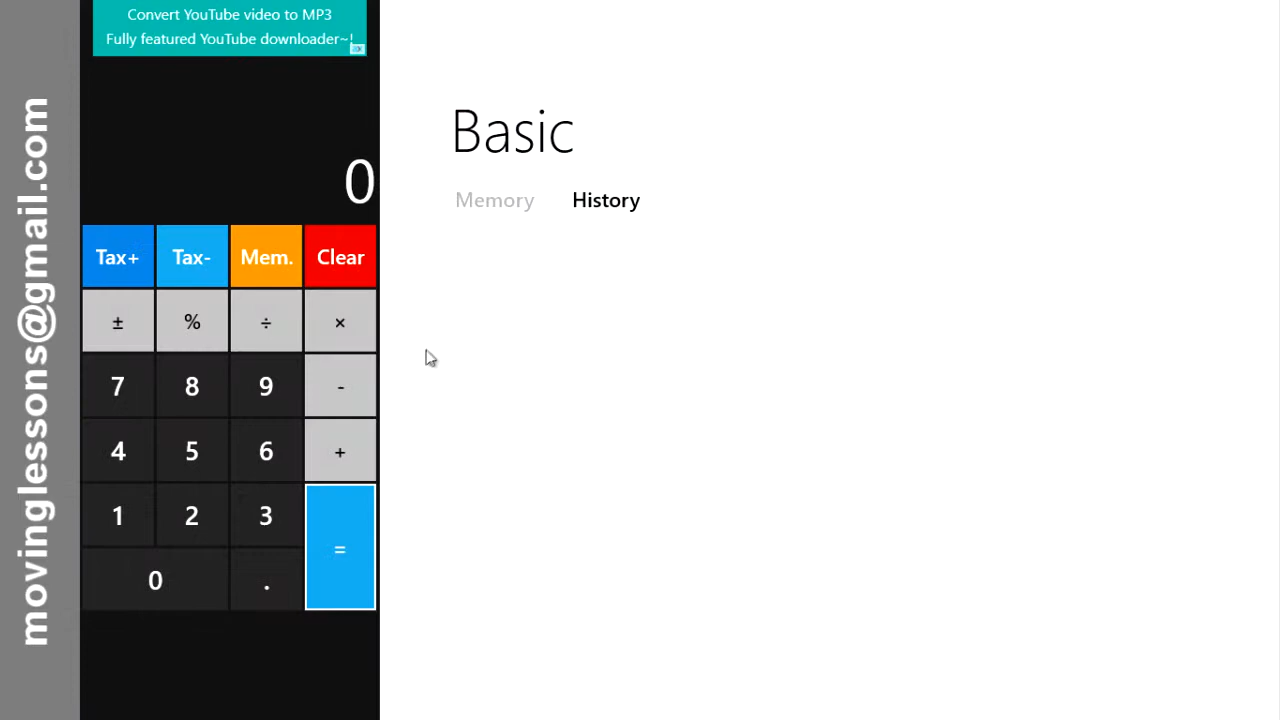 movinglessons@gmail.com
Convert YouTube video to MP3
Fully featured YouTube downloader~!
0
Tax+ Tax- Mem. Clear
± % ÷ ×
7 8 9 -
4 5 6 +
1 2 3 =
0 .
Basic
Memory History